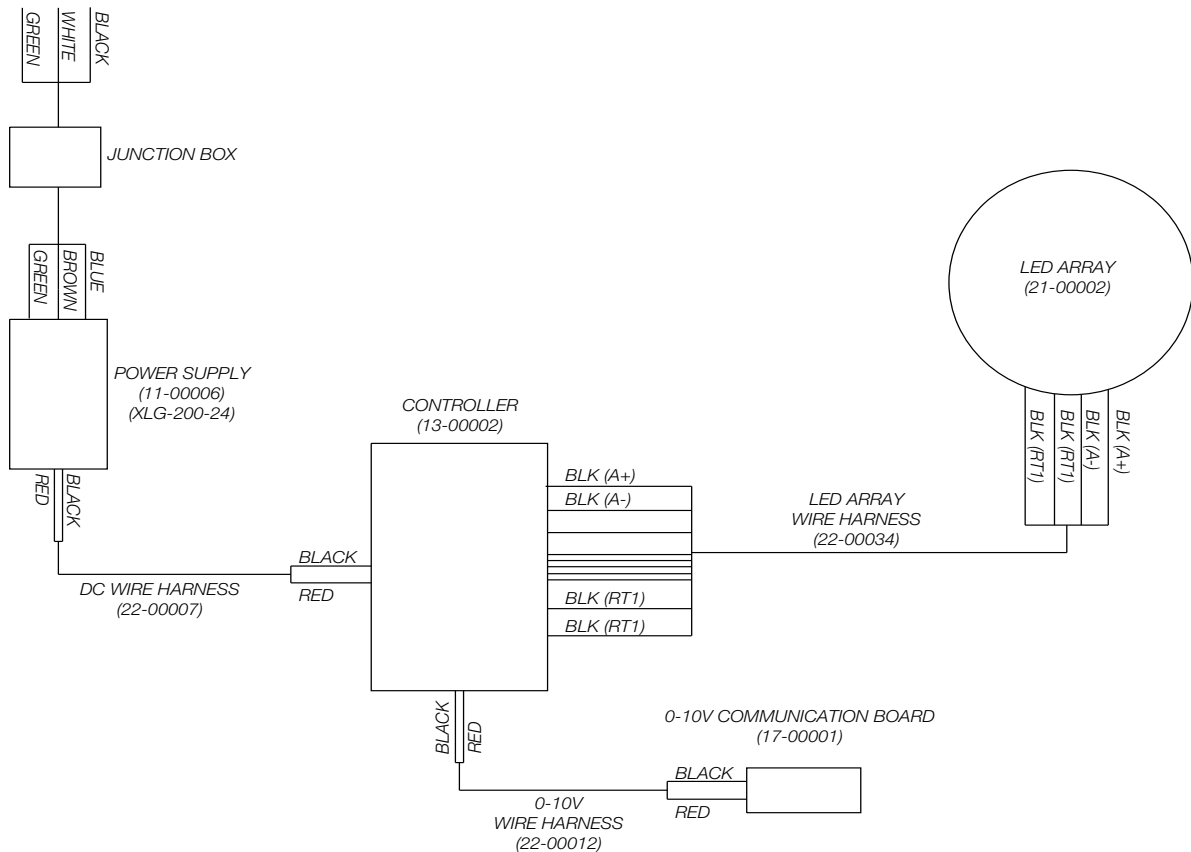 GREEN
WHITE
BLACK
JUNCTION BOX
GREEN
BROWN
BLUE
POWER SUPPLY
(11-00006)
(XLG-200-24)
RED
BLACK
DC WIRE HARNESS
(22-00007)
BLACK
RED
CONTROLLER
(13-00002)
BLK (A+)
BLK (A-)
BLK (RT1)
BLK (RT1)
LED ARRAY
WIRE HARNESS
(22-00034)
LED ARRAY
(21-00002)
BLK (RT1)
BLK (RT1)
BLK (A-)
BLK (A+)
BLACK
RED
0-10V
WIRE HARNESS
(22-00012)
0-10V COMMUNICATION BOARD
(17-00001)
BLACK
RED